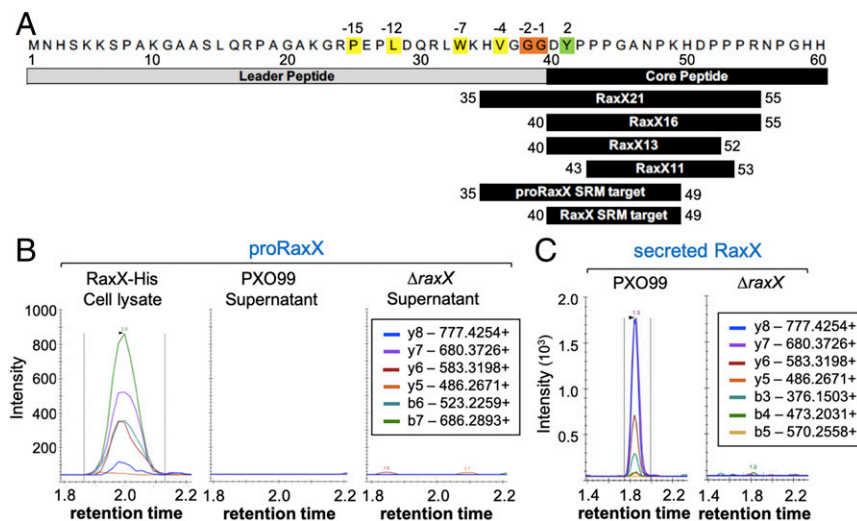 A
-15 -12 -7 -4 -2-1 2
MNHSKKSPAKGAASLQRPAGAKGRPEPLDQRLWKHVGGGDYPPPGANPKHDPPPRNPGHH
1 10 20 30 40 50 60
Leader Peptide Core Peptide
35 RaxX21 55
40 RaxX16 55
40 RaxX13 52
43 RaxX11 53
35 proRaxX SRM target 49
40 RaxX SRM target 49
B
proRaxX
RaxX-His
Cell lysate
PXO99
Supernatant
ΔraxX
Supernatant
Intensity
1000
800
600
400
200
2.0
y8 – 777.4254+
y7 – 680.3726+
y6 – 583.3198+
y5 – 486.2671+
b6 – 523.2259+
b7 – 686.2893+
1.8 2.0 2.2
retention time
1.8 2.0 2.2
retention time
1.8 2.0 2.2
retention time
C
secreted RaxX
PXO99
ΔraxX
Intensity (10³)
2.0
1.5
1.0
0.5
1.8
y8 – 777.4254+
y7 – 680.3726+
y6 – 583.3198+
y5 – 486.2671+
b3 – 376.1503+
b4 – 473.2031+
b5 – 570.2558+
1.8
1.4 1.8 2.2
retention time
1.4 1.8 2.2
retention time